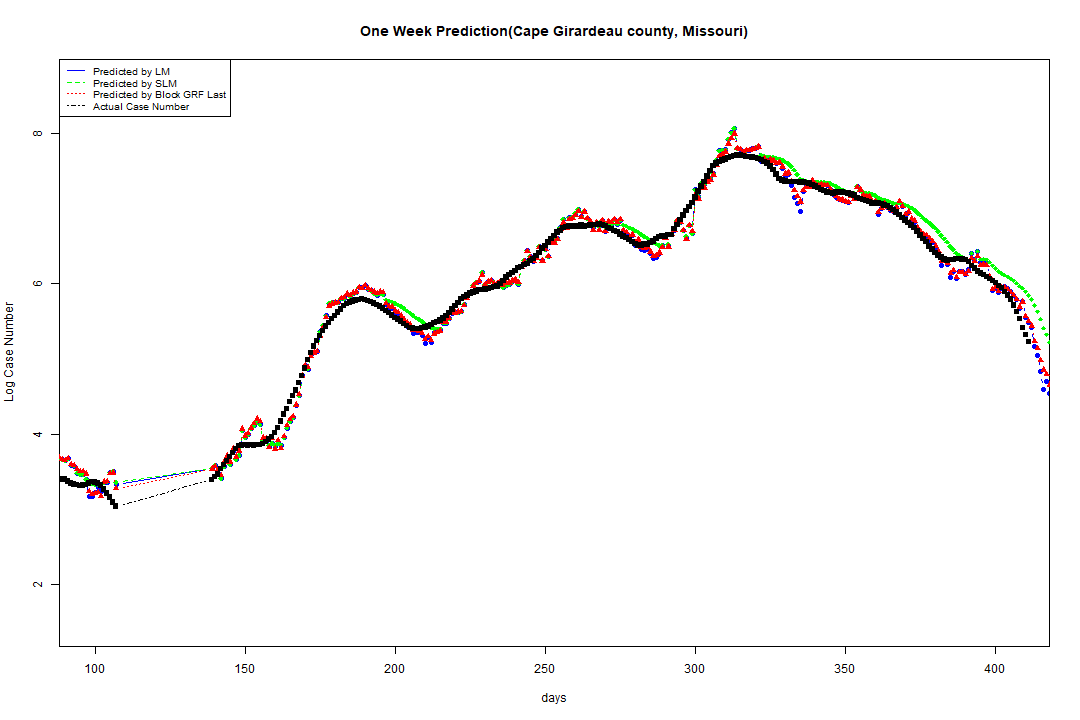 One Week Prediction(Cape Girardeau county, Missouri)
Predicted by LM
Predicted by SLM
Predicted by Block GRF Last
Actual Case Number
8
6
4
2
Log Case Number
100 150 200 250 300 350 400
days